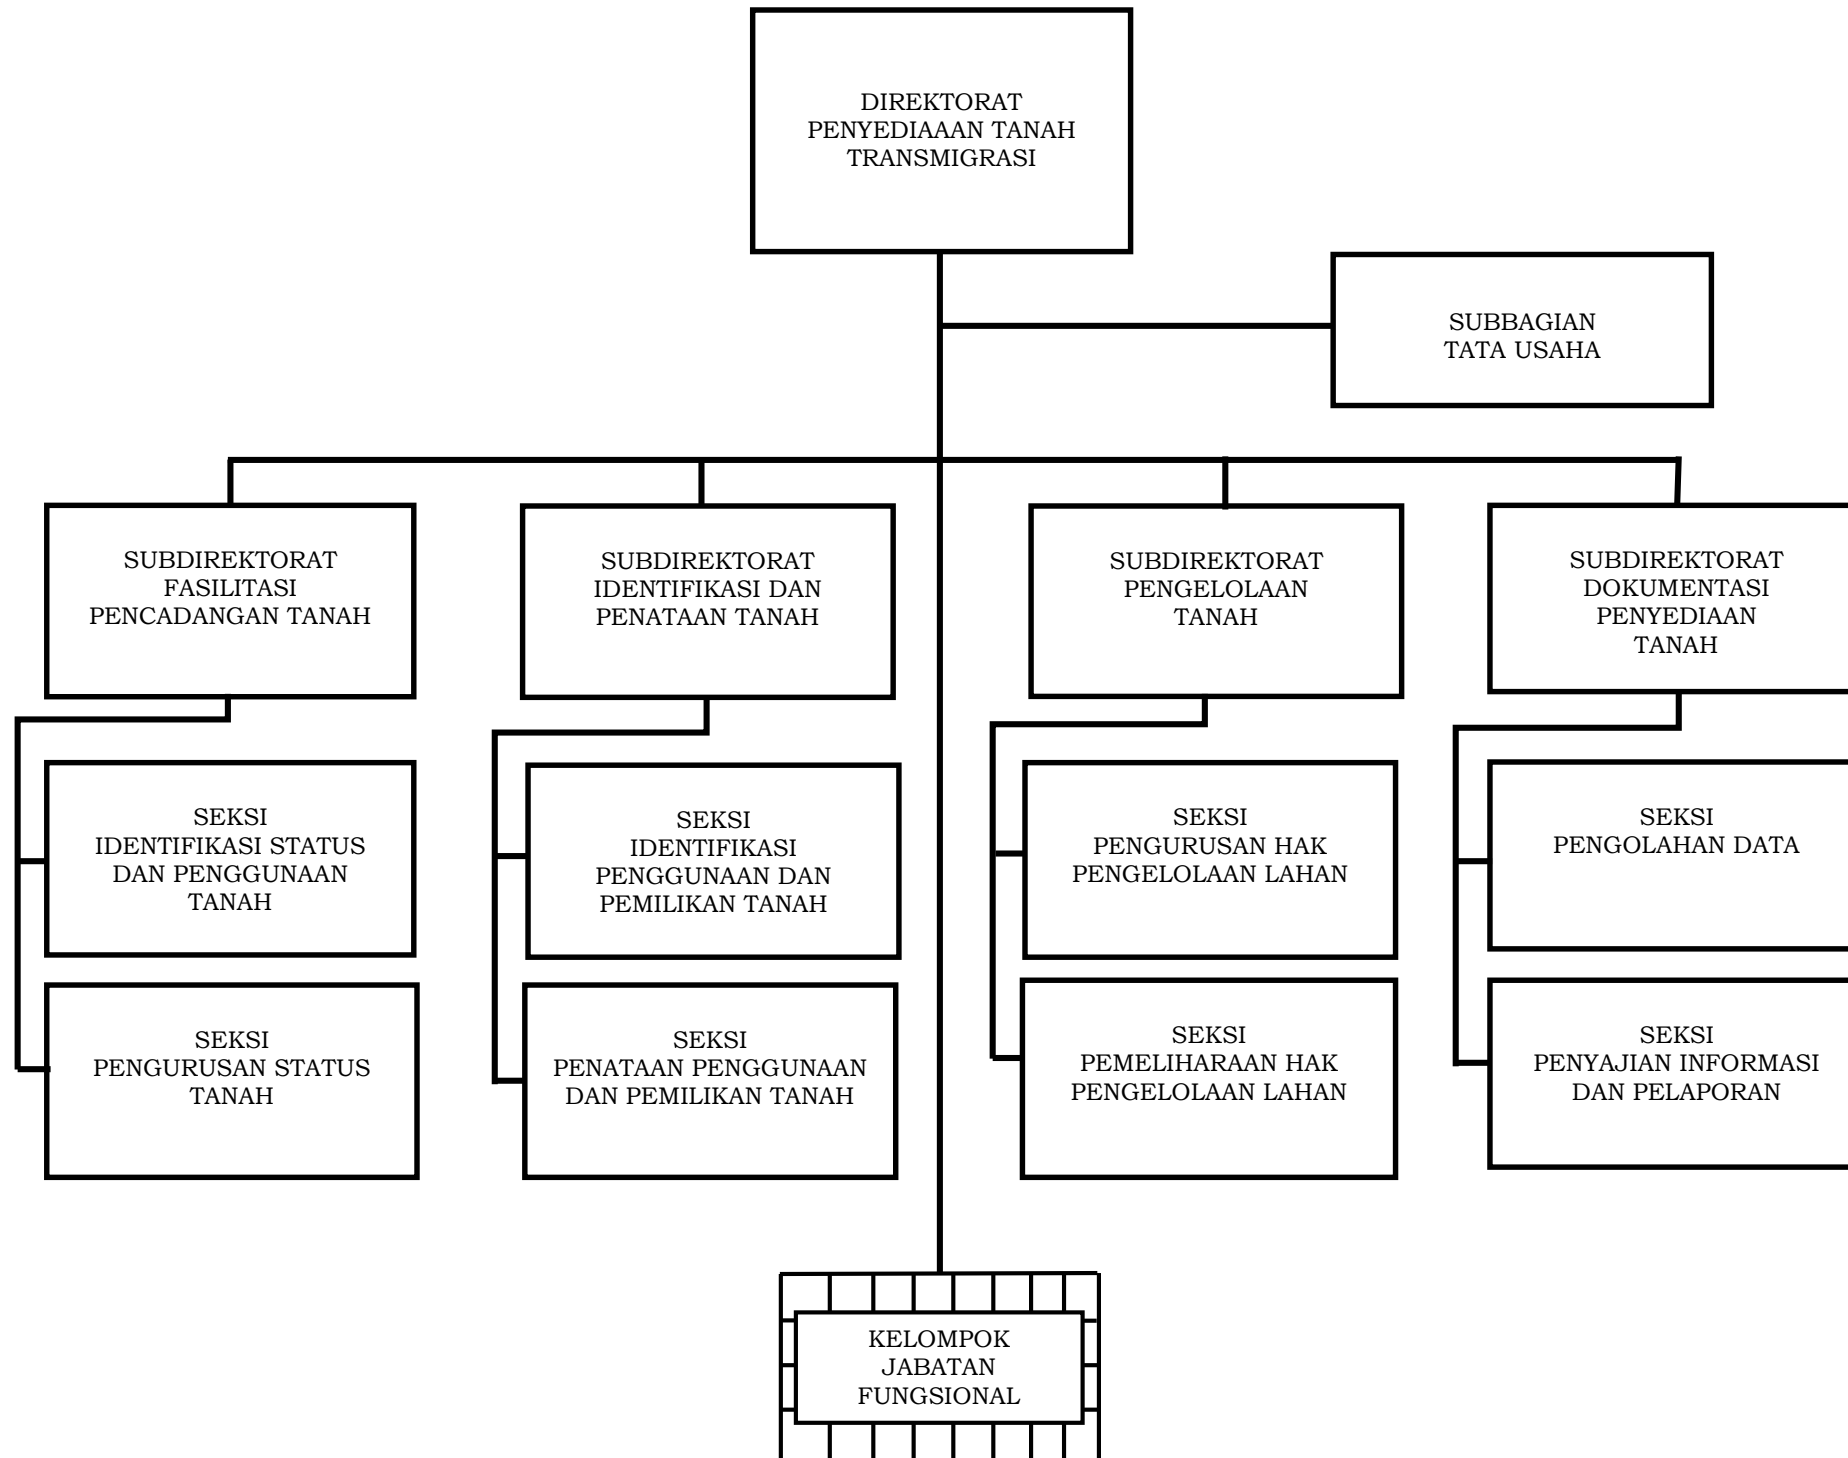 DIREKTORAT
PENYEDIAAAN TANAH
TRANSMIGRASI
SUBBAGIAN
TATA USAHA
SUBDIREKTORAT
FASILITASI
PENCADANGAN TANAH
SUBDIREKTORAT
IDENTIFIKASI DAN
PENATAAN TANAH
SUBDIREKTORAT
PENGELOLAAN
TANAH
SUBDIREKTORAT
DOKUMENTASI
PENYEDIAAN
TANAH
SEKSI
IDENTIFIKASI STATUS
DAN PENGGUNAAN
TANAH
SEKSI
IDENTIFIKASI
PENGGUNAAN DAN
PEMILIKAN TANAH
SEKSI
PENGURUSAN HAK
PENGELOLAAN LAHAN
SEKSI
PENGOLAHAN DATA
SEKSI
PENGURUSAN STATUS
TANAH
SEKSI
PENATAAN PENGGUNAAN
DAN PEMILIKAN TANAH
SEKSI
PEMELIHARAAN HAK
PENGELOLAAN LAHAN
SEKSI
PENYAJIAN INFORMASI
DAN PELAPORAN
KELOMPOK
JABATAN
FUNGSIONAL